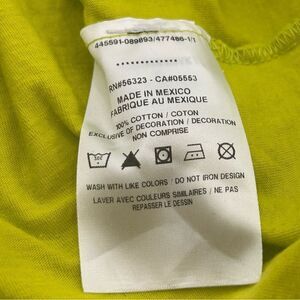 445591-089893/477486-1/1
RN#56323 - CA#05553
MADE IN MEXICO
FABRIQUE AU MEXIQUE
100% COTTON / COTON
EXCLUSIVE OF DECORATION / DECORATION
NON COMPRISE
WASH WITH LIKE COLORS / DO NOT IRON DESIGN
LAVER AVEC COULEURS SIMILAIRES / NE PAS
REPASSER LE DESSIN